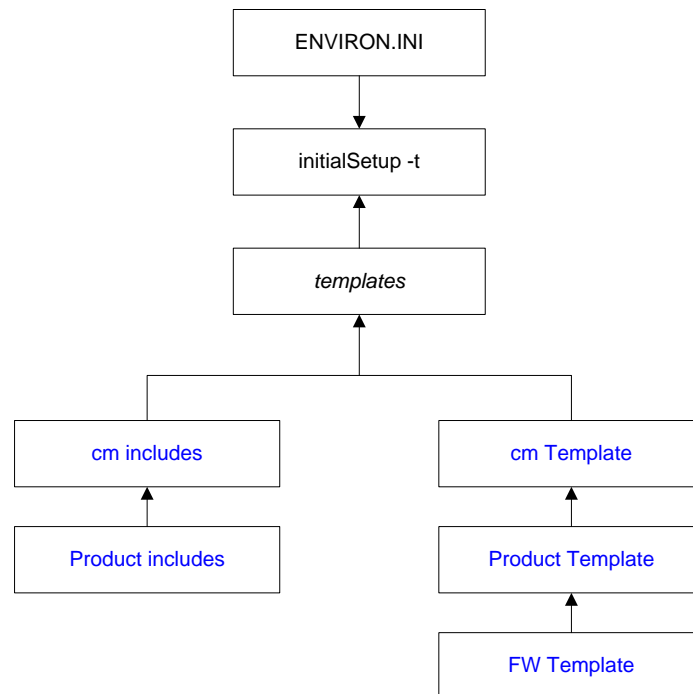 ENVIRON.INI
initialSetup -t
templates
cm includes
cm Template
Product includes
Product Template
FW Template